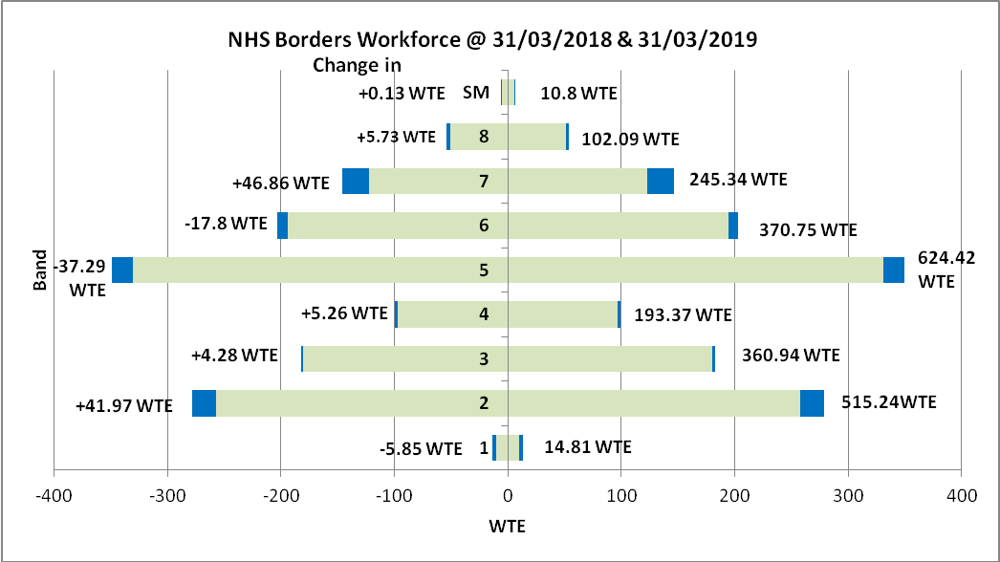 NHS Borders Workforce @ 31/03/2018 & 31/03/2019
Change in
+0.13 WTE SM 10.8 WTE
+5.73 WTE 8 102.09 WTE
+46.86 WTE 7 245.34 WTE
-17.8 WTE 6 370.75 WTE
-37.29
WTE
5
624.42
WTE
+5.26 WTE 4 193.37 WTE
+4.28 WTE 3 360.94 WTE
+41.97 WTE 2 515.24WTE
-5.85 WTE 1 14.81 WTE
Band
-400 -300 -200 -100 0 100 200 300 400
WTE